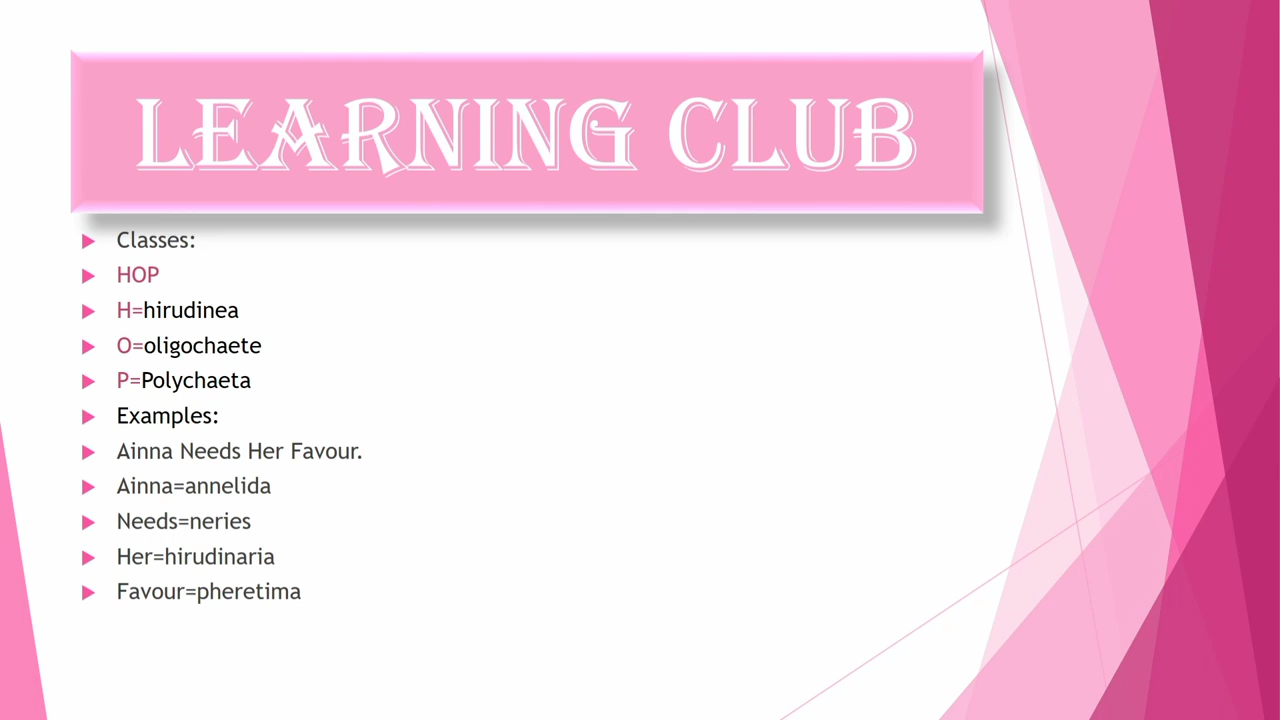 LEARNING CLUB
Classes:
HOP
H=hirudinea
O=oligochaete
P=Polychaeta
Examples:
Ainna Needs Her Favour.
Ainna=annelida
Needs=neries
Her=hirudinaria
Favour=pheretima